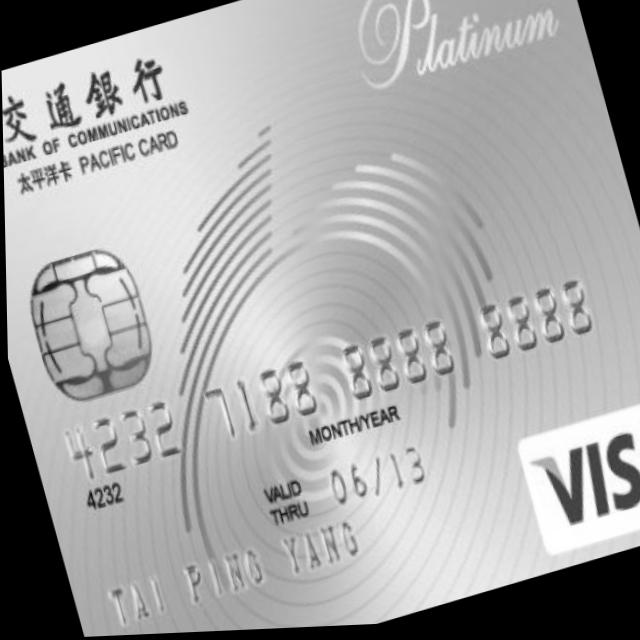 Platinum
交通銀行
BANK OF COMMUNICATIONS
太平洋卡 PACIFIC CARD
4232 7188 8888 8888
4232
MONTH/YEAR
VALID THRU 06/13
TAI PING YANG
VIS